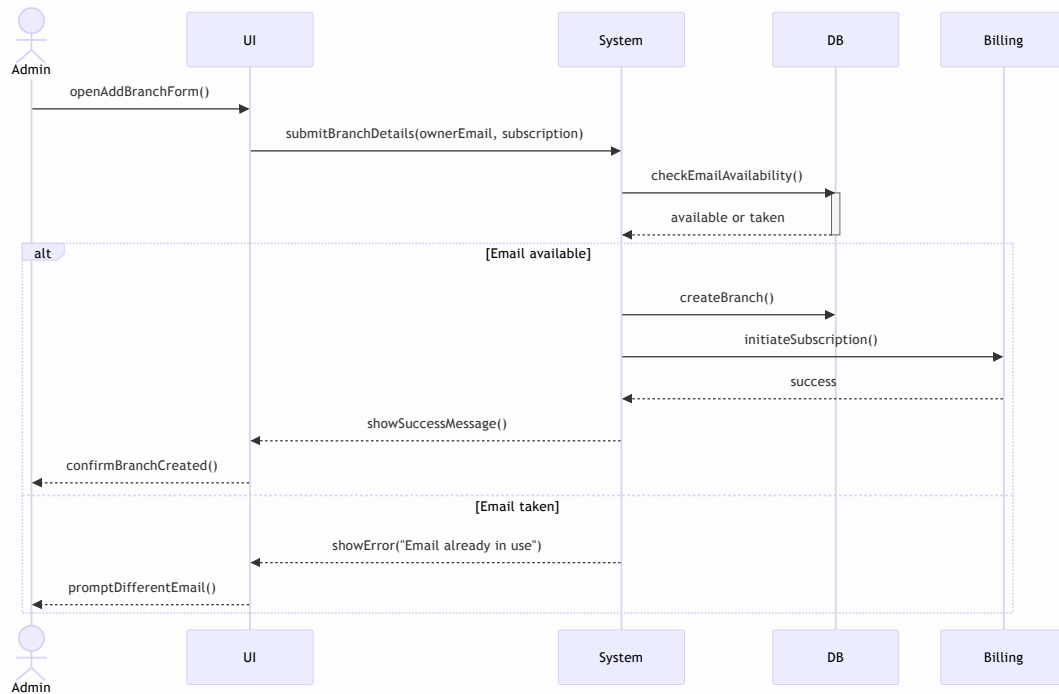 UI
System
DB
Billing
Admin
openAddBranchForm()
submitBranchDetails(ownerEmail, subscription)
checkEmailAvailability()
available or taken
alt
[Email available]
createBranch()
initiateSubscription()
success
showSuccessMessage()
confirmBranchCreated()
[Email taken]
showError("Email already in use")
promptDifferentEmail()
UI
System
DB
Billing
Admin